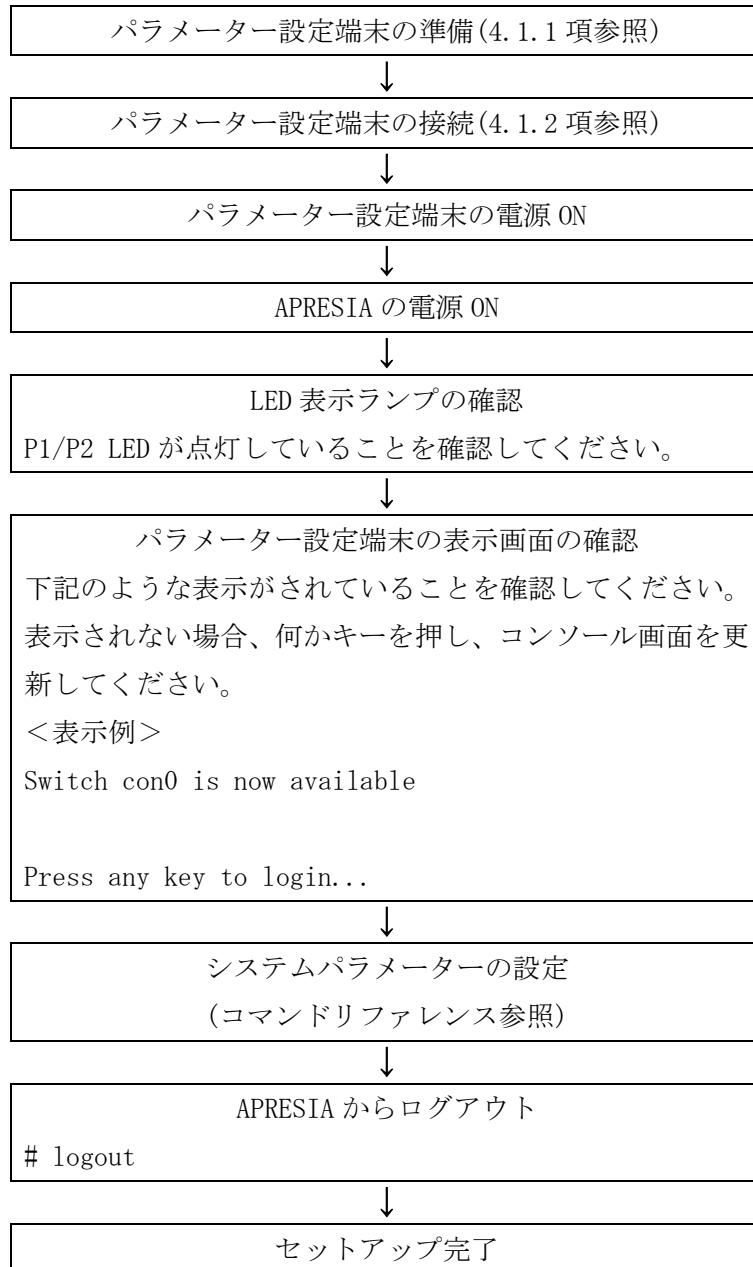 パラメーター設定端末の準備(4.1.1 項参照)
↓
パラメーター設定端末の接続(4.1.2 項参照)
↓
パラメーター設定端末の電源 ON
↓
APRESIA の電源 ON
↓
LED 表示ランプの確認
P1/P2 LED が点灯していることを確認してください。
↓
パラメーター設定端末の表示画面の確認
下記のような表示がされていることを確認してください。
表示されない場合、何かキーを押し、コンソール画面を更
新してください。
＜表示例＞
Switch con0 is now available
Press any key to login...
↓
システムパラメーターの設定
(コマンドリファレンス参照)
↓
APRESIA からログアウト
# logout
↓
セットアップ完了